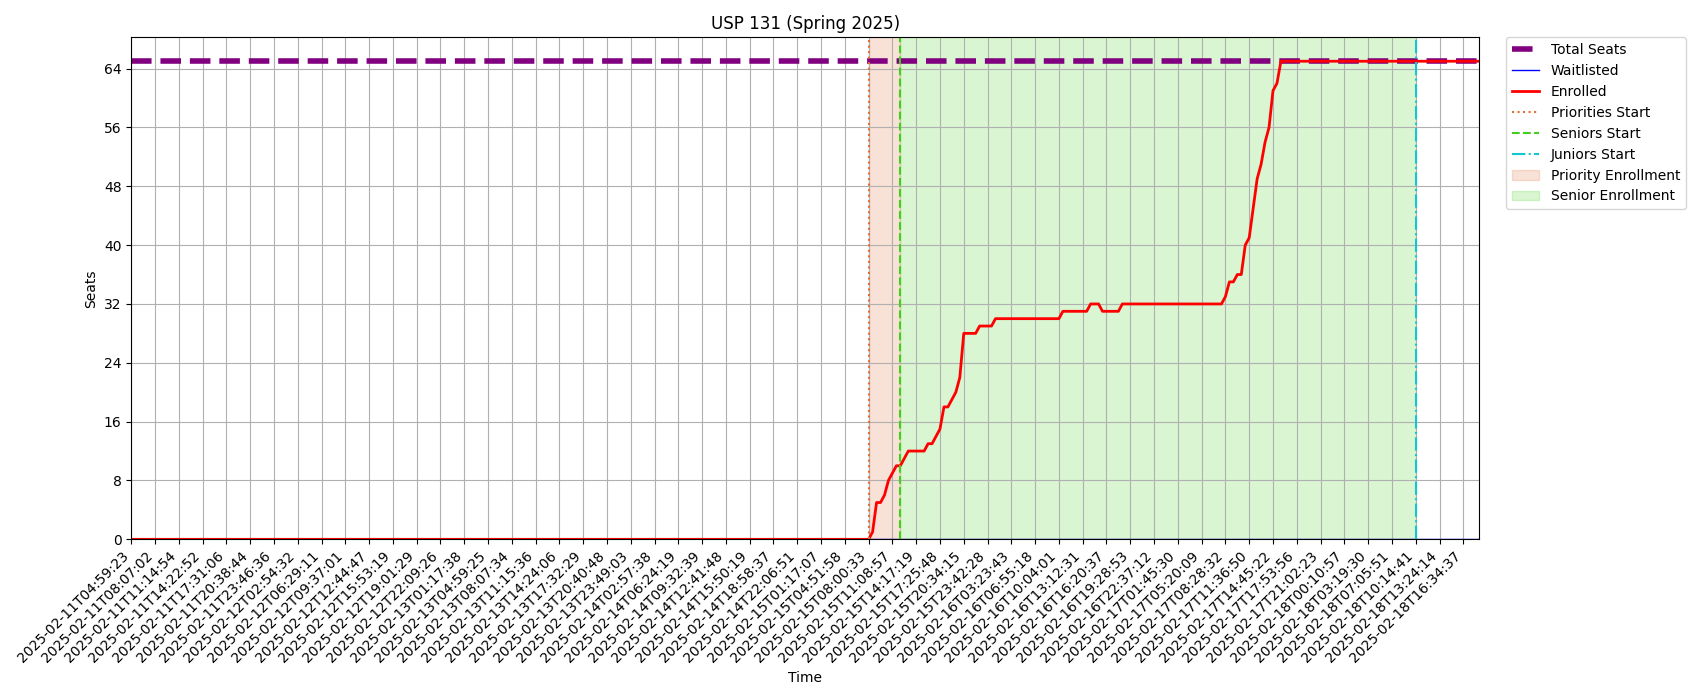 USP 131 (Spring 2025)
Total Seats
Waitlisted
Enrolled
Priorities Start
Seniors Start
Juniors Start
Priority Enrollment
Senior Enrollment
Seats
64
56
48
40
32
24
16
8
0
2025-02-11T04:59:23
2025-02-11T08:07:02
2025-02-11T11:14:54
2025-02-11T14:22:52
2025-02-11T17:31:06
2025-02-11T20:38:44
2025-02-11T23:46:36
2025-02-12T02:54:32
2025-02-12T06:29:11
2025-02-12T09:37:01
2025-02-12T12:44:47
2025-02-12T15:53:19
2025-02-12T19:01:29
2025-02-12T22:09:26
2025-02-13T01:17:38
2025-02-13T04:59:25
2025-02-13T08:07:34
2025-02-13T11:15:36
2025-02-13T14:24:06
2025-02-13T17:32:29
2025-02-13T20:40:48
2025-02-13T23:49:03
2025-02-14T02:57:38
2025-02-14T06:24:19
2025-02-14T09:32:39
2025-02-14T12:41:48
2025-02-14T15:50:19
2025-02-14T18:58:37
2025-02-14T22:06:51
2025-02-15T01:17:07
2025-02-15T04:51:58
2025-02-15T08:00:33
2025-02-15T11:08:57
2025-02-15T14:17:19
2025-02-15T17:25:48
2025-02-15T20:34:15
2025-02-15T23:42:28
2025-02-16T03:23:43
2025-02-16T06:55:18
2025-02-16T10:04:01
2025-02-16T13:12:31
2025-02-16T16:20:37
2025-02-16T19:28:53
2025-02-16T22:37:12
2025-02-17T01:45:30
2025-02-17T05:20:09
2025-02-17T08:28:32
2025-02-17T11:36:50
2025-02-17T14:45:22
2025-02-17T17:53:56
2025-02-17T21:02:23
2025-02-18T00:10:57
2025-02-18T03:19:30
2025-02-18T07:05:51
2025-02-18T10:14:41
2025-02-18T13:24:14
2025-02-18T16:34:37
Time